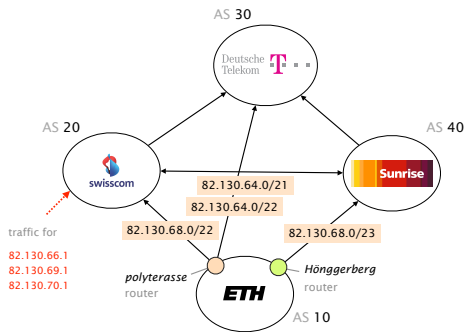 AS 30
Deutsche
Telekom
T
AS 20
AS 40
swisscom
Sunrise
82.130.64.0/21
82.130.64.0/22
traffic for
82.130.68.0/22
82.130.68.0/23
82.130.66.1
82.130.69.1
82.130.70.1
polyterasse
router
Hönggerberg
router
ETH
AS 10